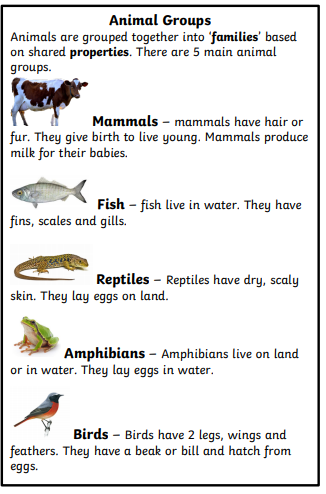 Animal Groups
Animals are grouped together into ‘families’ based
on shared properties. There are 5 main animal
groups.
Mammals – mammals have hair or
fur. They give birth to live young. Mammals produce
milk for their babies.
Fish – fish live in water. They have
fins, scales and gills.
Reptiles – Reptiles have dry, scaly
skin. They lay eggs on land.
Amphibians – Amphibians live on land
or in water. They lay eggs in water.
Birds – Birds have 2 legs, wings and
feathers. They have a beak or bill and hatch from
eggs.